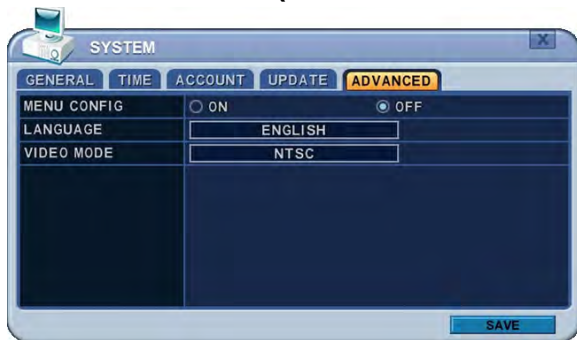 SYSTEM
X
GENERAL TIME ACCOUNT UPDATE ADVANCED
MENU CONFIG ON OFF
LANGUAGE ENGLISH
VIDEO MODE NTSC
SAVE